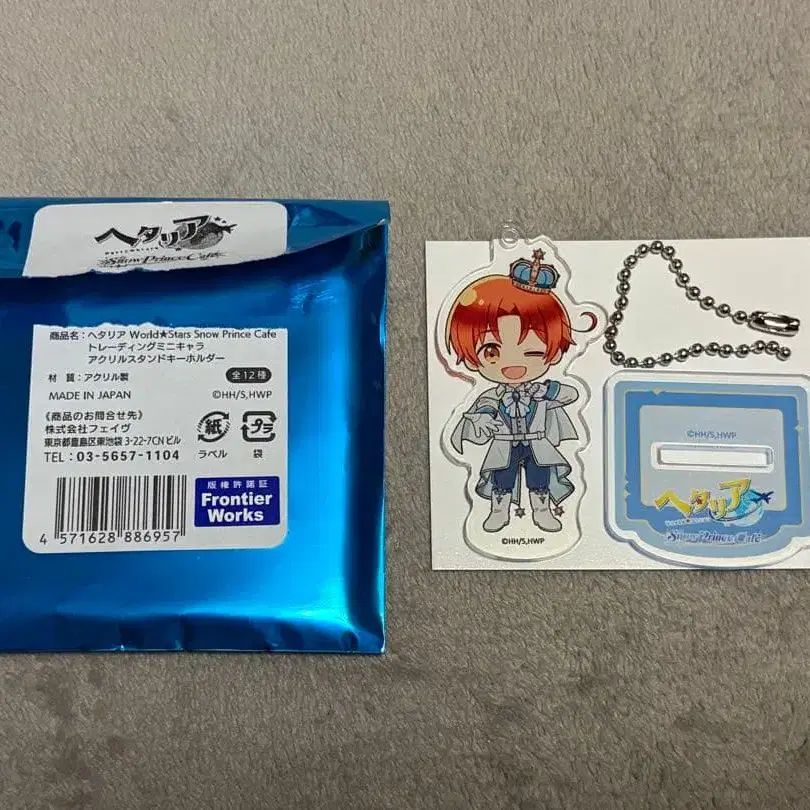 ヘタリア
Snow Prince Cafe
商品名：ヘタリア World★Stars Snow Prince Cafe
トレーディングミニキャラ
アクリルスタンドキーホルダー
材 質：アクリル製
全12種
MADE IN JAPAN
©HH/S,HWP
《商品のお問合せ先》
株式会社フェイヴ
東京都豊島区東池袋 3-22-7CN ビル
TEL：03-5657-1104
紙
ラベル
プラ
袋
版権許諾証
Frontier
Works
4 571628 886957
©HH/S,HWP
©HH/S,HWP
ヘタリア
Snow Prince Cafe